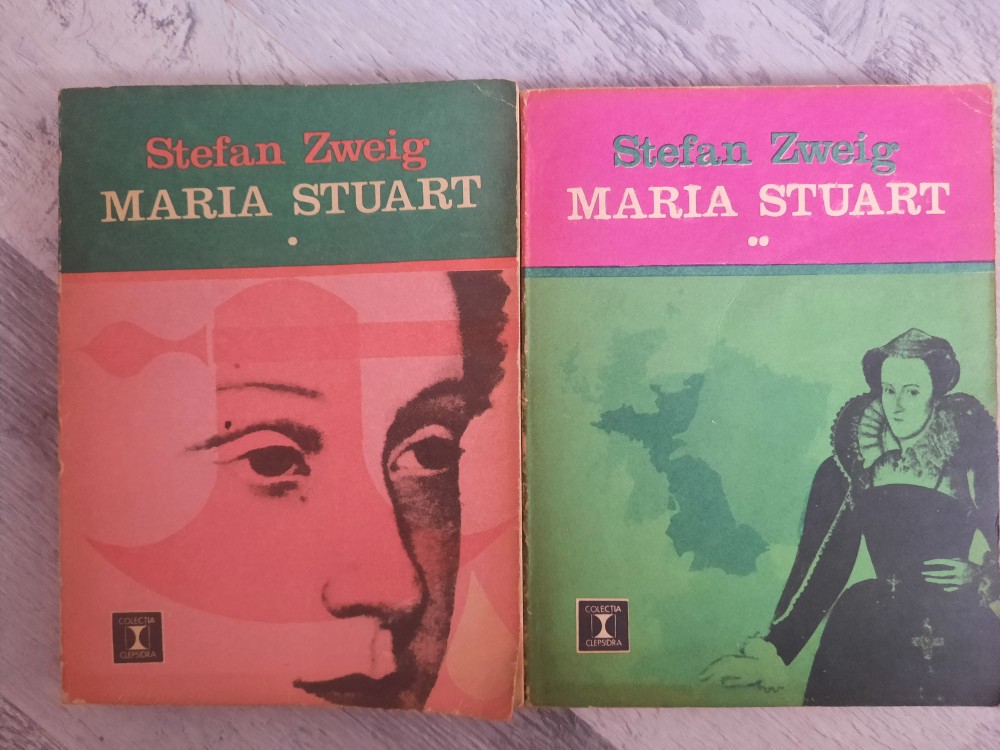 Stefan Zweig
MARIA STUART
•
COLECȚIA
CLEPSIDRA
Stefan Zweig
MARIA STUART
••
COLECȚIA
CLEPSIDRA